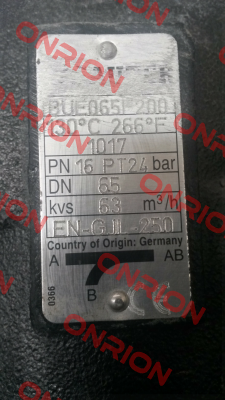 BUE065F200
130°C 266°F
1017
PN 16 PT24 bar
DN 65
kvs 63 m³/h
EN-GJL-250
Country of Origin: Germany
A AB
B
0366
ONRION
ONRION
ONRION
ONRION
ONRION
ONRION